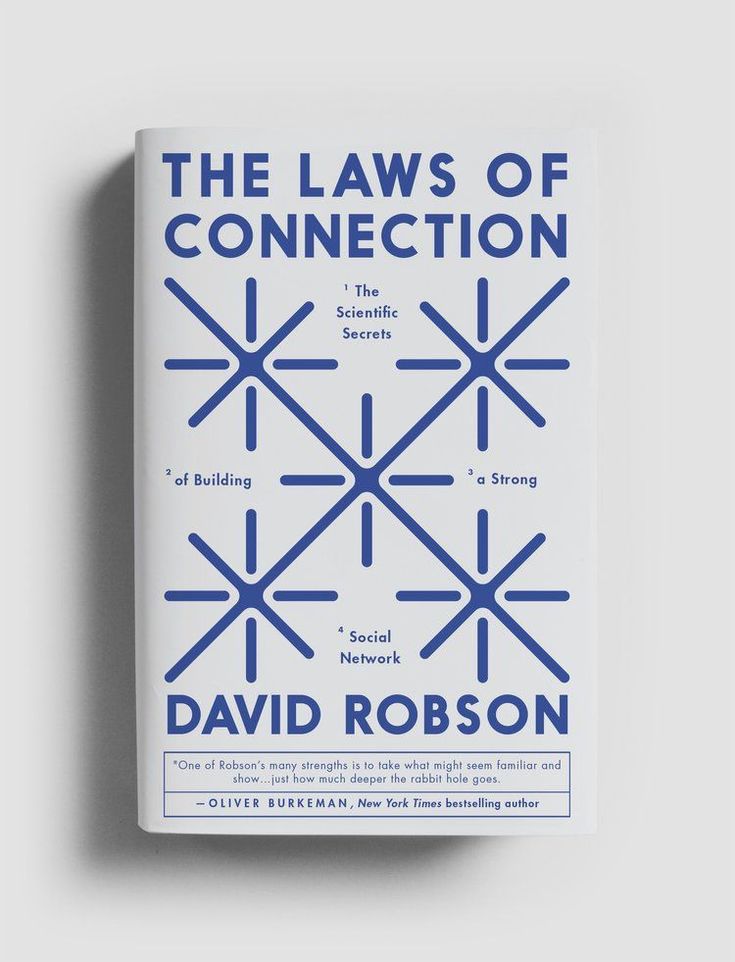 THE LAWS OF
CONNECTION
¹ The
Scientific
Secrets
² of Building
³ a Strong
⁴ Social
Network
DAVID ROBSON
"One of Robson's many strengths is to take what might seem familiar and
show...just how much deeper the rabbit hole goes.
—OLIVER BURKEMAN, New York Times bestselling author